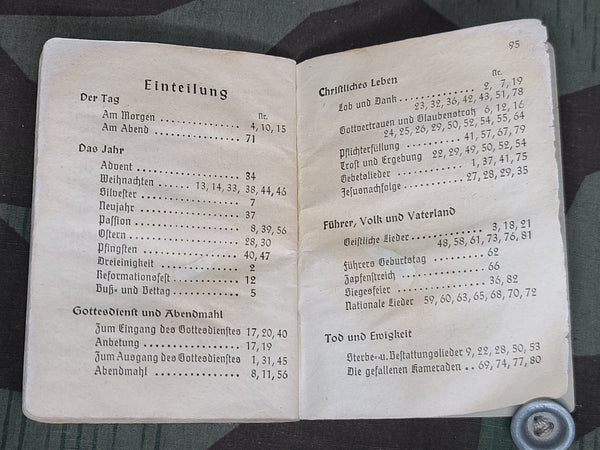 Einteilung
Der Tag
Nr.
Am Morgen . . . . . . . . . . . . . 4, 10, 15
Am Abend . . . . . . . . . . . . . 71
Das Jahr
Advent . . . . . . . . . . . . . . . 34
Weihnachten . . . . . . 13, 14, 33, 38, 44, 46
Silvester . . . . . . . . . . . . . . 7
Neujahr . . . . . . . . . . . . . . . 37
Passion . . . . . . . . . . . . . . . 8, 39, 56
Ostern . . . . . . . . . . . . . . . 28, 30
Pfingsten . . . . . . . . . . . . . . 40, 47
Dreieinigkeit . . . . . . . . . . . . 2
Reformationsfest . . . . . . . . . . 12
Buß- und Bettag . . . . . . . . . . . 5
Gottesdienst und Abendmahl
Zum Eingang des Gottesdienstes 17, 20, 40
Anbetung . . . . . . . . . . . . . . 17, 19
Zum Ausgang des Gottesdienstes 1, 31, 45
Abendmahl . . . . . . . . . . . . . . 8, 11, 56
95
Christliches Leben
Nr.
Lob und Dank . . . . . . . . . . . . 2, 7, 19
23, 32, 36, 42, 43, 51, 78
Gottvertrauen und Glaubenstrotz 6, 12, 16
24, 25, 26, 29, 50, 52, 54, 55, 64
Pflichterfüllung . . . . . . . 41, 57, 67, 79
Trost und Ergebung 22, 29, 49, 50, 52, 54
Gebetslieder . . . . . . . . . 1, 37, 41, 75
Jesusnachfolge . . . . . . . . 27, 28, 29, 35
Führer, Volk und Vaterland
Geistliche Lieder . . . . . . . . . 3, 18, 21
48, 58, 61, 73, 76, 81
Führers Geburtstag . . . . . . . . 62
Zapfenstreich . . . . . . . . . . . 66
Siegesfeier . . . . . . . . . . . . 36, 82
Nationale Lieder 59, 60, 63, 65, 68, 70, 72
Tod und Ewigkeit
Sterbe- u. Bestattungslieder 9, 22, 28, 50, 53
Die gefallenen Kameraden . . 69, 74, 77, 80